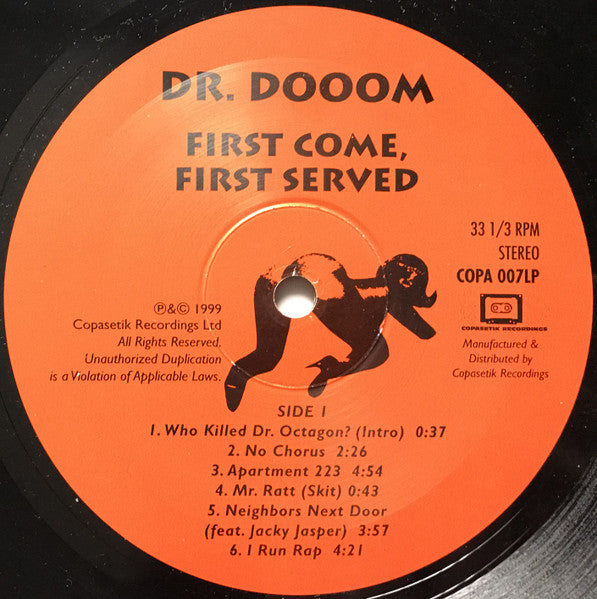 DR. DOOOM
FIRST COME,
FIRST SERVED
33 1/3 RPM
STEREO
COPA 007LP
COPASETIK RECORDINGS
Manufactured &
Distributed by
Copasetik Recordings
℗&© 1999
Copasetik Recordings Ltd
All Rights Reserved.
Unauthorized Duplication
is a Violation of Applicable Laws.
SIDE 1
1. Who Killed Dr. Octagon? (Intro) 0:37
2. No Chorus 2:26
3. Apartment 223 4:54
4. Mr. Ratt (Skit) 0:43
5. Neighbors Next Door
(feat. Jacky Jasper) 3:57
6. I Run Rap 4:21